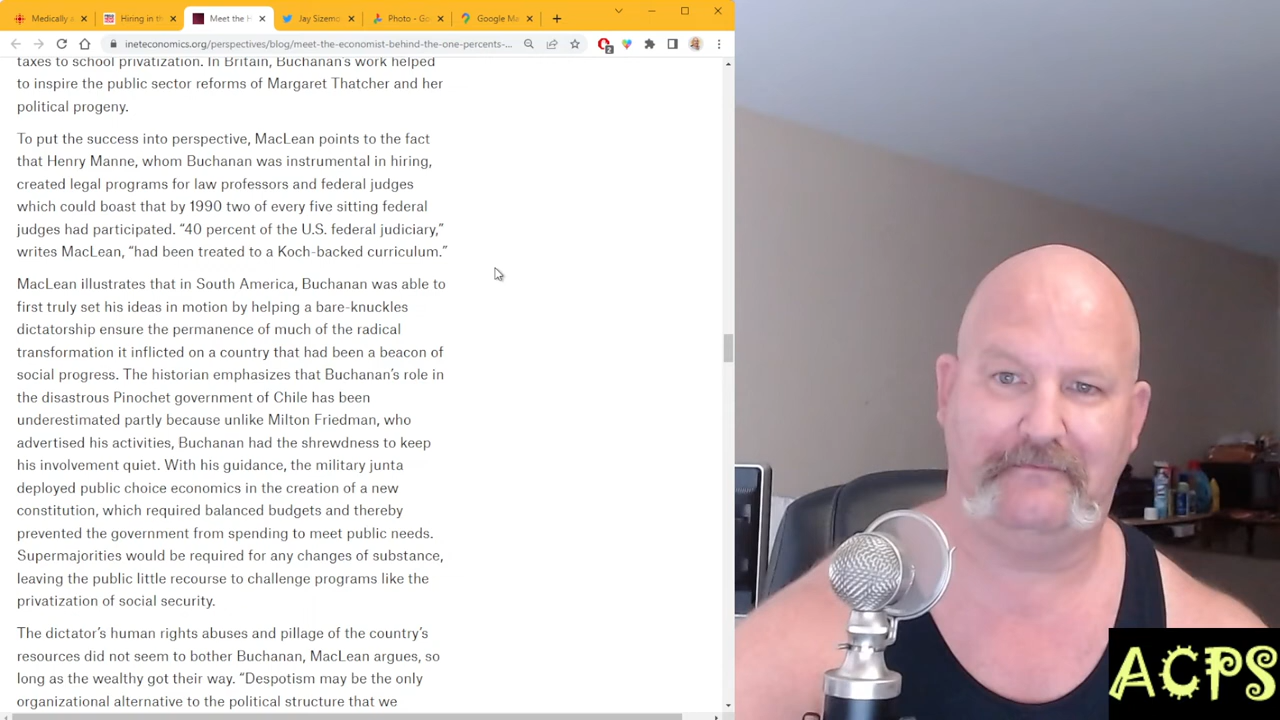 Medically a
Hiring in th
Meet the H
Jay Sizemo
Photo - Goo
Google Ma
ineteconomics.org/perspectives/blog/meet-the-economist-behind-the-one-percents-...
2
taxes to school privatization. In Britain, Buchanan's work helped
to inspire the public sector reforms of Margaret Thatcher and her
political progeny.
To put the success into perspective, MacLean points to the fact
that Henry Manne, whom Buchanan was instrumental in hiring,
created legal programs for law professors and federal judges
which could boast that by 1990 two of every five sitting federal
judges had participated. “40 percent of the U.S. federal judiciary,”
writes MacLean, “had been treated to a Koch-backed curriculum.”
MacLean illustrates that in South America, Buchanan was able to
first truly set his ideas in motion by helping a bare-knuckles
dictatorship ensure the permanence of much of the radical
transformation it inflicted on a country that had been a beacon of
social progress. The historian emphasizes that Buchanan's role in
the disastrous Pinochet government of Chile has been
underestimated partly because unlike Milton Friedman, who
advertised his activities, Buchanan had the shrewdness to keep
his involvement quiet. With his guidance, the military junta
deployed public choice economics in the creation of a new
constitution, which required balanced budgets and thereby
prevented the government from spending to meet public needs.
Supermajorities would be required for any changes of substance,
leaving the public little recourse to challenge programs like the
privatization of social security.
The dictator's human rights abuses and pillage of the country's
resources did not seem to bother Buchanan, MacLean argues, so
long as the wealthy got their way. “Despotism may be the only
organizational alternative to the political structure that we
ACPS